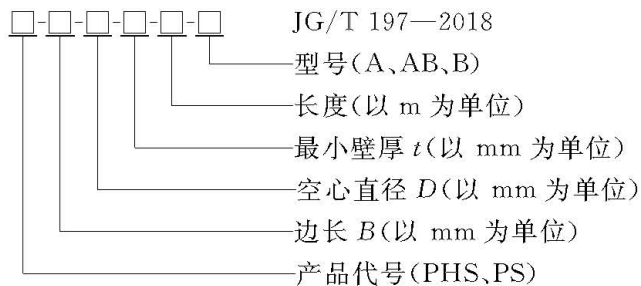 □-□-□-□-□-□ JG/T 197—2018
型号(A、AB、B)
长度(以 m 为单位)
最小壁厚 t(以 mm 为单位)
空心直径 D(以 mm 为单位)
边长 B(以 mm 为单位)
产品代号(PHS、PS)